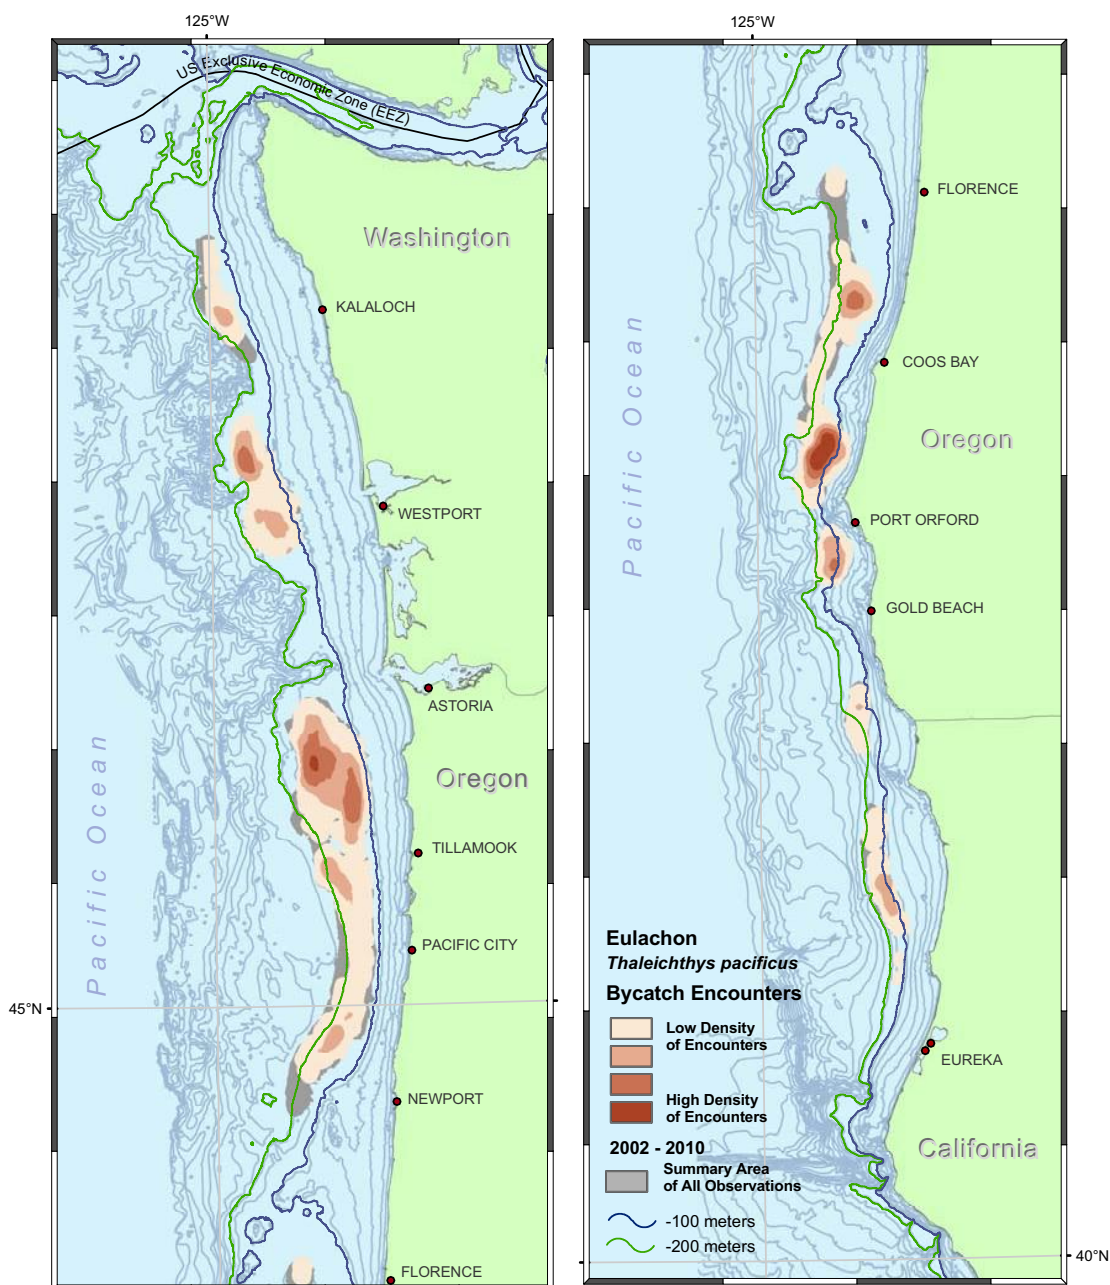 125°W
US Exclusive Economic Zone (EEZ)
Washington
KALALOCH
WESTPORT
ASTORIA
Oregon
Pacific Ocean
TILLAMOOK
PACIFIC CITY
45°N
NEWPORT
FLORENCE
125°W
FLORENCE
COOS BAY
Pacific Ocean
Oregon
PORT ORFORD
GOLD BEACH
Eulachon
Thaleichthys pacificus
Bycatch Encounters
Low Density
of Encounters
High Density
of Encounters
2002 - 2010
Summary Area
of All Observations
-100 meters
-200 meters
EUREKA
California
40°N